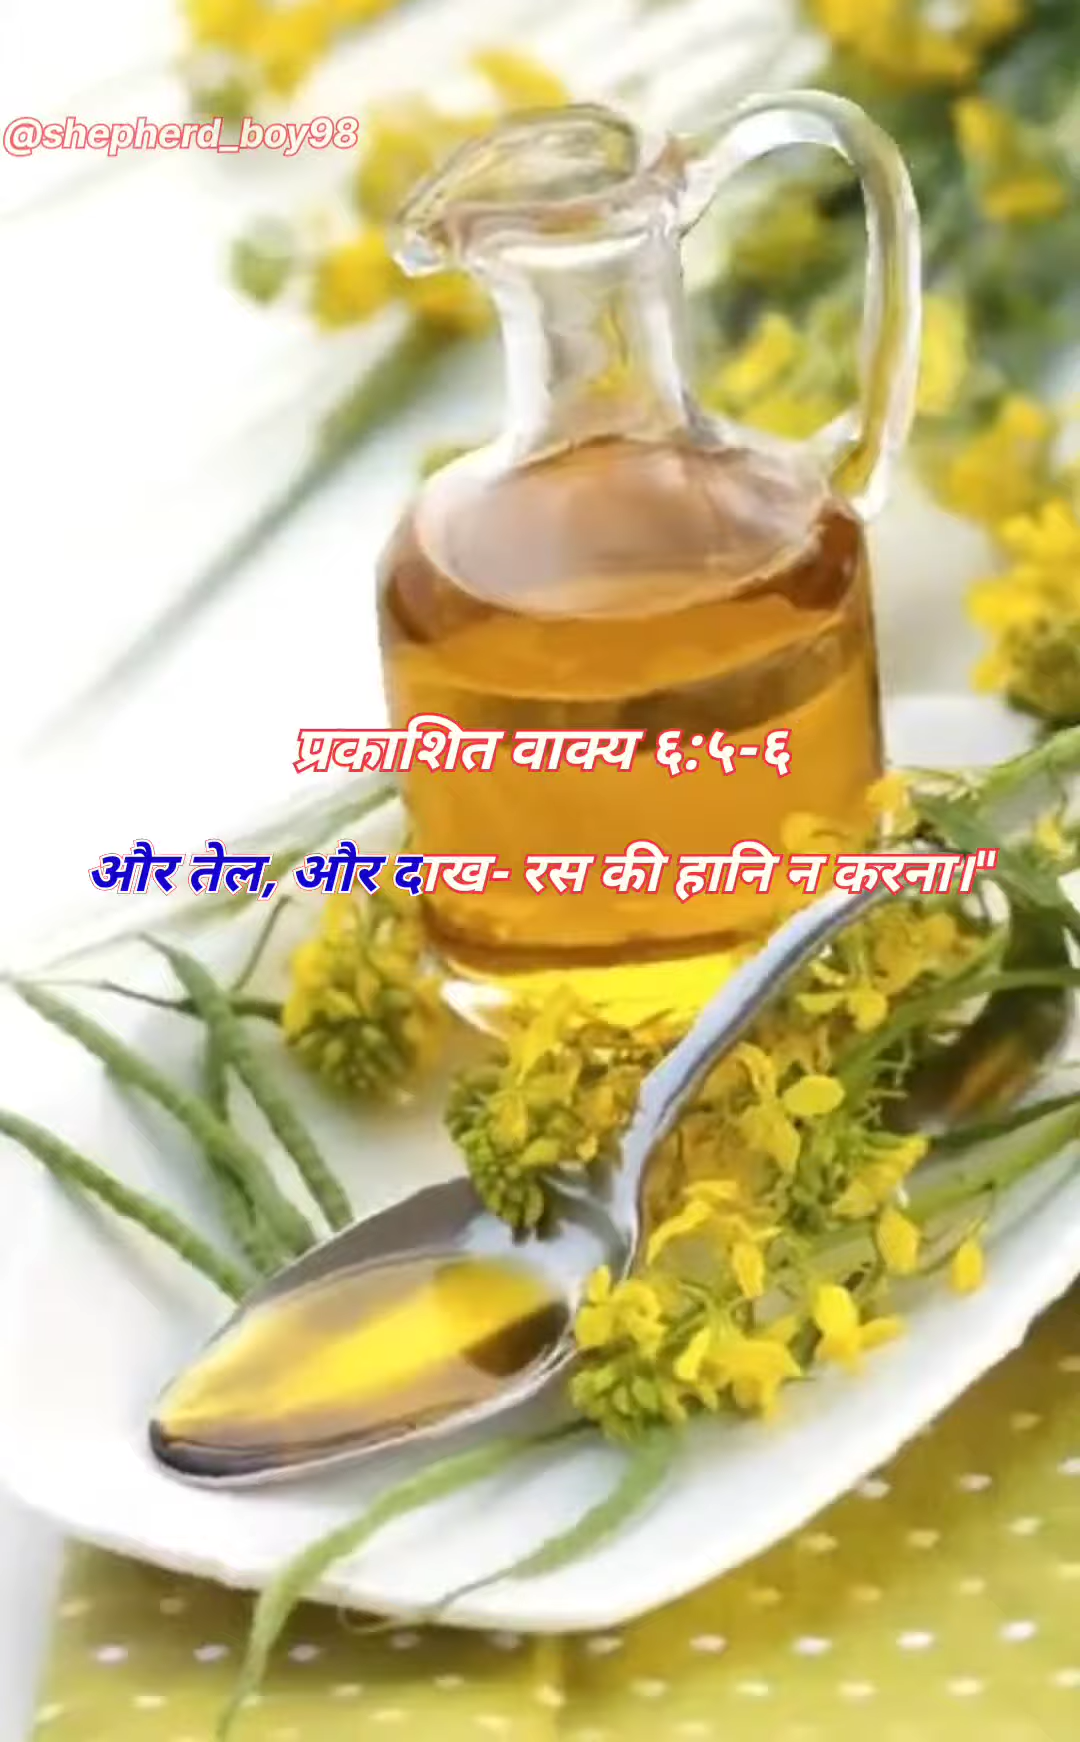 @shepherd_boy98
प्रकाशित वाक्य ६:५-६
और तेल, और दाख- रस की हानि न करना।"